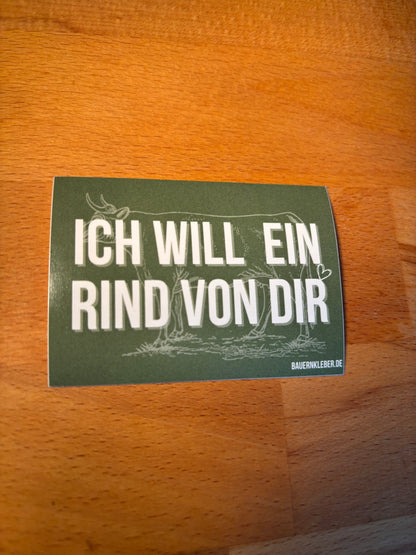 ICH WILL EIN
RIND VON DIR
BAUERNKLEBER.DE